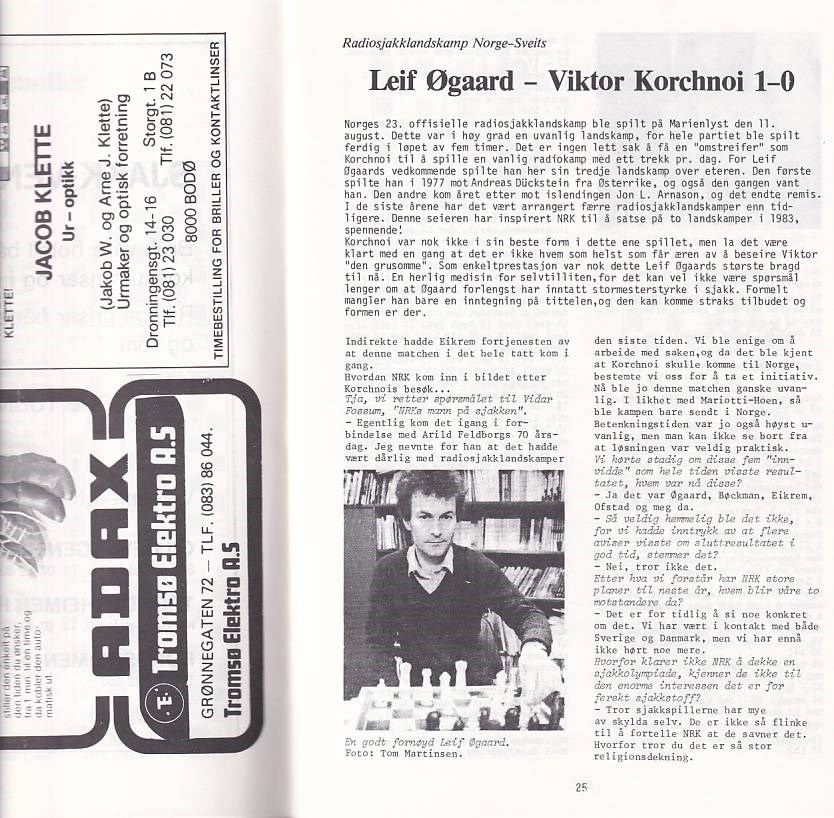 KLETTE!
JACOB KLETTE
Ur – optikk
(Jakob W. og Arne J. Klette)
Urmaker og optisk forretning
Dronningensgt. 14–16 Storgt. 1 B
Tlf. (081) 23 030 Tlf. (081) 22 073
8000 BODØ
TIMEBESTILLING FOR BRILLER OG KONTAKTLINSER
stiller den enkelt på
den tiden du ønsker,
fra 1 min. til en time og
da kobler den auto-
matisk ut.
ADAX
Tromsø Elektro A.S
GRØNNEGATEN 72 – TLF. (083) 86 044.
Tromsø Elektro A.S
Radiosjakklandskamp Norge–Sveits
Leif Øgaard – Viktor Korchnoi 1–0
Norges 23. offisielle radiosjakklandskamp ble spilt på Marienlyst den 11.
august. Dette var i høy grad en uvanlig landskamp, for hele partiet ble spilt
ferdig i løpet av fem timer. Det er ingen lett sak å få en "omstreifer" som
Korchnoi til å spille en vanlig radiokamp med ett trekk pr. dag. For Leif
Øgaards vedkommende spilte han her sin tredje landskamp over eteren. Den første
spilte han i 1977 mot Andreas Dückstein fra Østerrike, og også den gangen vant
han. Den andre kom året etter mot islendingen Jon L. Arnason, og det endte remis.
I de siste årene har det vært arrangert færre radiosjakklandskamper enn tid-
ligere. Denne seieren har inspirert NRK til å satse på to landskamper i 1983,
spennende!
Korchnoi var nok ikke i sin beste form i dette ene spillet, men la det være
klart med en gang at det er ikke hvem som helst som får æren av å beseire Viktor
"den grusomme". Som enkeltprestasjon var nok dette Leif Øgaards største bragd
til nå. En herlig medisin for selvtilliten,for det kan vel ikke være spørsmål
lenger om at Øgaard forlengst har inntatt stormesterstyrke i sjakk. Formelt
mangler han bare en inntegning på tittelen,og den kan komme straks tilbudet og
formen er der.
Indirekte hadde Eikrem fortjenesten av
at denne matchen i det hele tatt kom i
gang.
Hvordan NRK kom inn i bildet etter
Korchnois besøk...
Tja, vi retter spørsmålet til Vidar
Fossum, "NRKs mann på sjakken".
– Egentlig kom det igang i for-
bindelse med Arild Feldborgs 70 års-
dag. Jeg nevnte for han at det hadde
vært dårlig med radiosjakklandskamper
En godt fornøyd Leif Øgaard.
Foto: Tom Martinsen.
den siste tiden. Vi ble enige om å
arbeide med saken,og da det ble kjent
at Korchnoi skulle komme til Norge,
bestemte vi oss for å ta et initiativ.
Nå ble jo denne matchen ganske uvan-
lig. I likhet med Mariotti-Hoen, så
ble kampen bare sendt i Norge.
Betenkningstiden var jo også høyst u-
vanlig, men man kan ikke se bort fra
at løsningen var veldig praktisk.
Vi hørte stadig om disse fem "inn-
vidde" som hele tiden visste resul-
tatet, hvem var nå disse?
– Ja det var Øgaard, Bøckman, Eikrem,
Ofstad og meg da.
– Så veldig hemmelig ble det ikke,
for vi hadde inntrykk av at flere
aviser visste om sluttresultatet i
god tid, stemmer det?
– Nei, tror ikke det.
Etter hva vi forstår har NRK store
planer til neste år, hvem blir våre to
motstandere da?
– Det er for tidlig å si noe konkret
om det. Vi har vært i kontakt med både
Sverige og Danmark, men vi har ennå
ikke hørt noe mere.
Hvorfor klarer ikke NRK å dekke en
sjakkolympiade, kjenner de ikke til
den enorme interessen det er for
ferskt sjakkstoff?
– Tror sjakkspillerne har mye
av skylda selv. De er ikke så flinke
til å fortelle NRK at de savner det.
Hvorfor tror du det er så stor
religionsdekning.
25